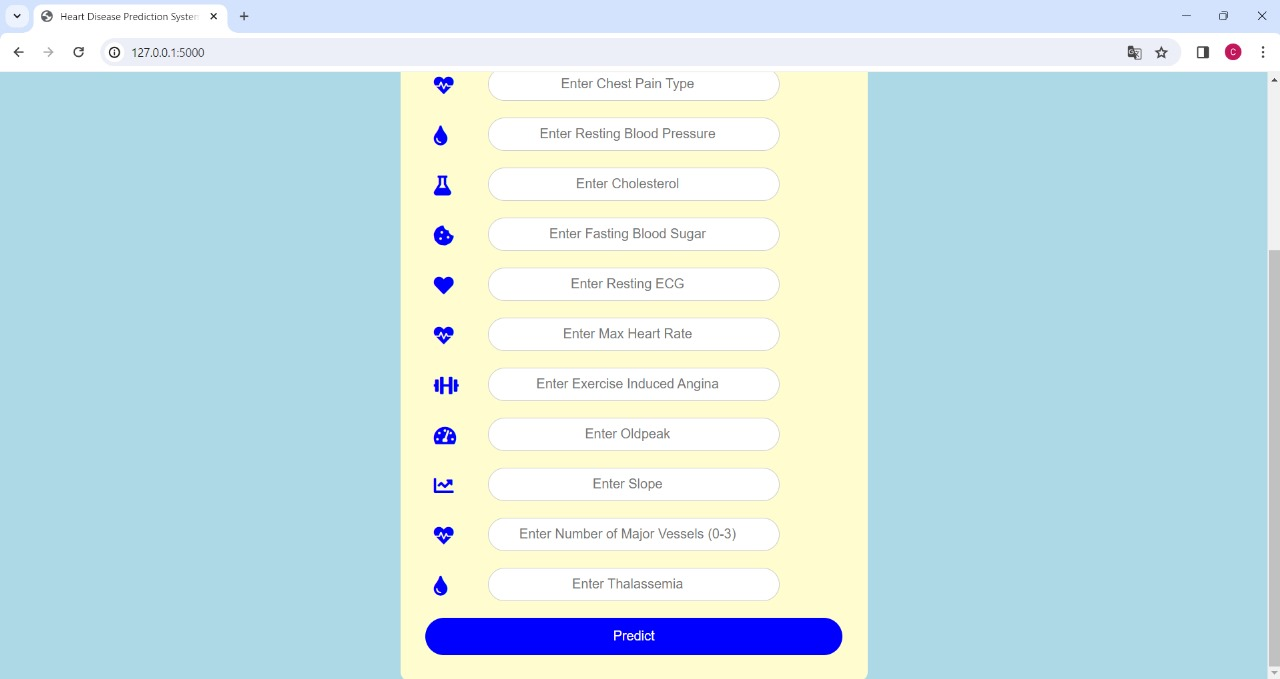 Heart Disease Prediction System
127.0.0.1:5000
C
Enter Chest Pain Type
Enter Resting Blood Pressure
Enter Cholesterol
Enter Fasting Blood Sugar
Enter Resting ECG
Enter Max Heart Rate
Enter Exercise Induced Angina
Enter Oldpeak
Enter Slope
Enter Number of Major Vessels (0-3)
Enter Thalassemia
Predict